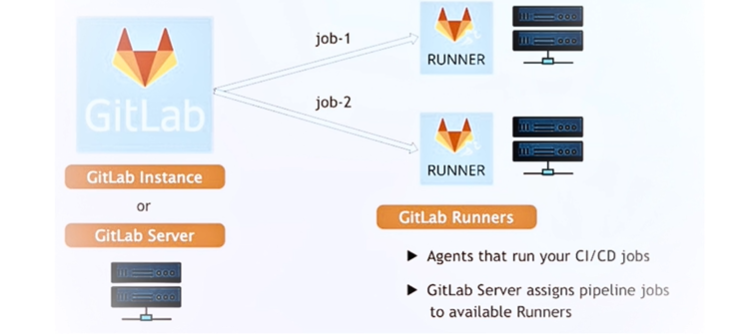 GitLab
GitLab Instance
or
GitLab Server
job-1
job-2
RUNNER
RUNNER
GitLab Runners
▶ Agents that run your CI/CD jobs
▶ GitLab Server assigns pipeline jobs
to available Runners